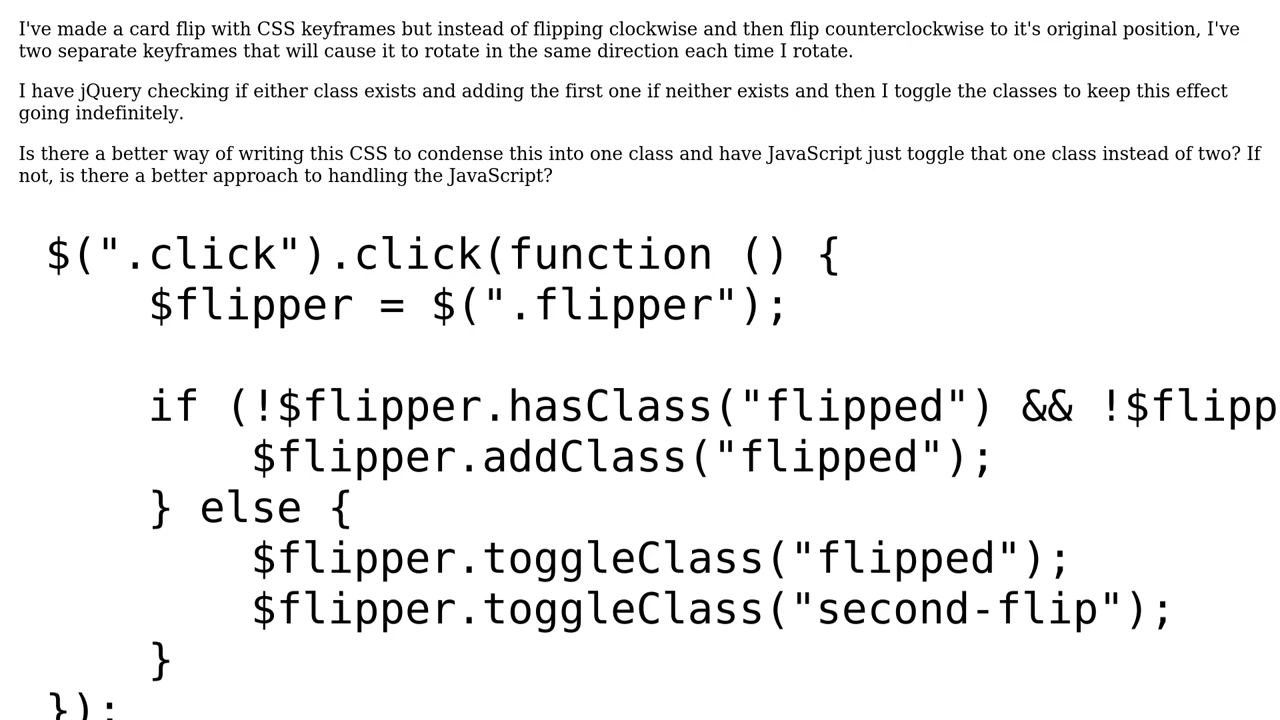 I've made a card flip with CSS keyframes but instead of flipping clockwise and then flip counterclockwise to it's original position, I've
two separate keyframes that will cause it to rotate in the same direction each time I rotate.
I have jQuery checking if either class exists and adding the first one if neither exists and then I toggle the classes to keep this effect
going indefinitely.
Is there a better way of writing this CSS to condense this into one class and have JavaScript just toggle that one class instead of two? If
not, is there a better approach to handling the JavaScript?
$(".click").click(function () {
    $flipper = $(".flipper");
    if (!$flipper.hasClass("flipped") && !$flipp
        $flipper.addClass("flipped");
    } else {
        $flipper.toggleClass("flipped");
        $flipper.toggleClass("second-flip");
    }
});